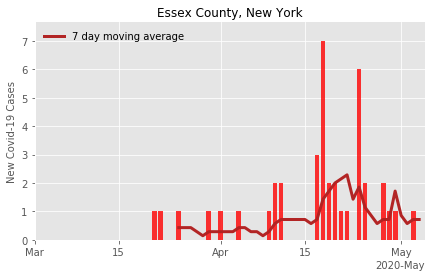 Essex County, New York
7 day moving average
New Covid-19 Cases
7
6
5
4
3
2
1
0
Mar
15
Apr
15
May
2020-May